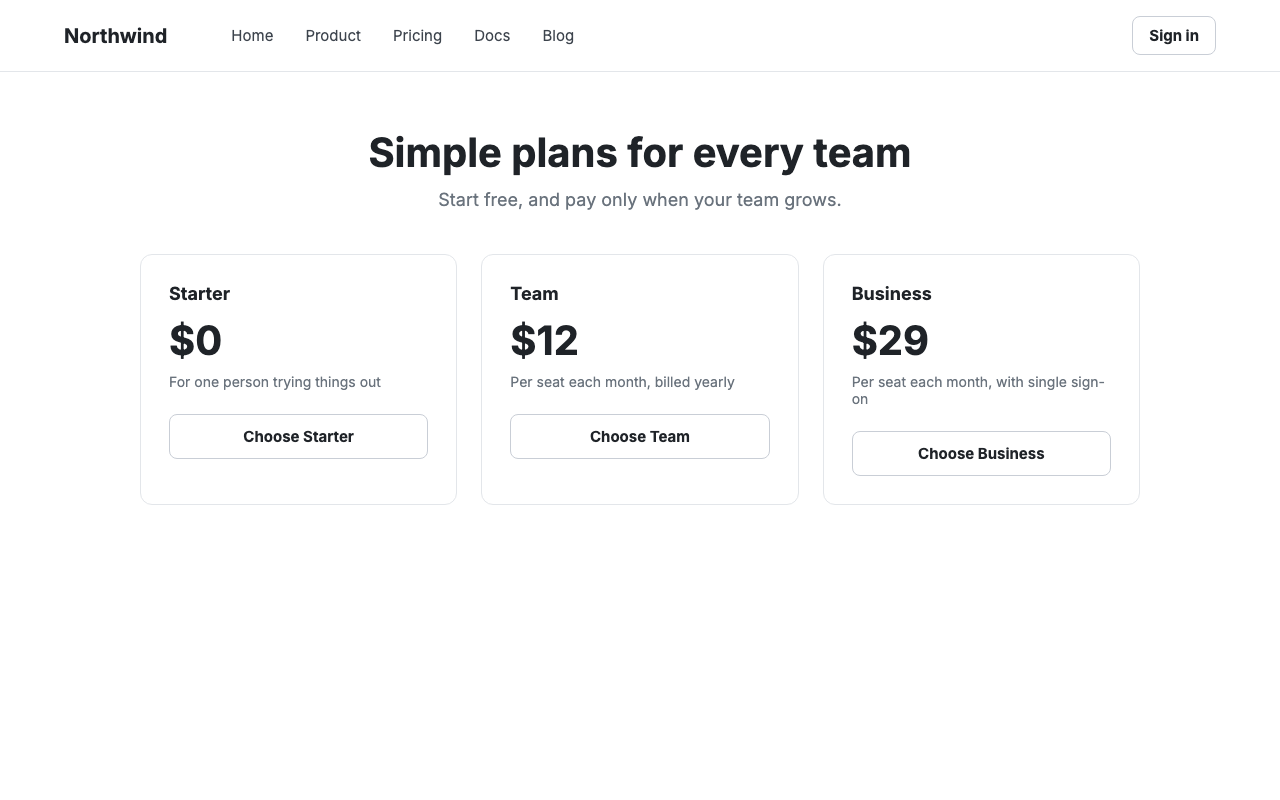 Northwind
Home
Product
Pricing
Docs
Blog
Sign in
Simple plans for every team
Start free, and pay only when your team grows.
Starter
$0
For one person trying things out
Choose Starter
Team
$12
Per seat each month, billed yearly
Choose Team
Business
$29
Per seat each month, with single sign-
on
Choose Business